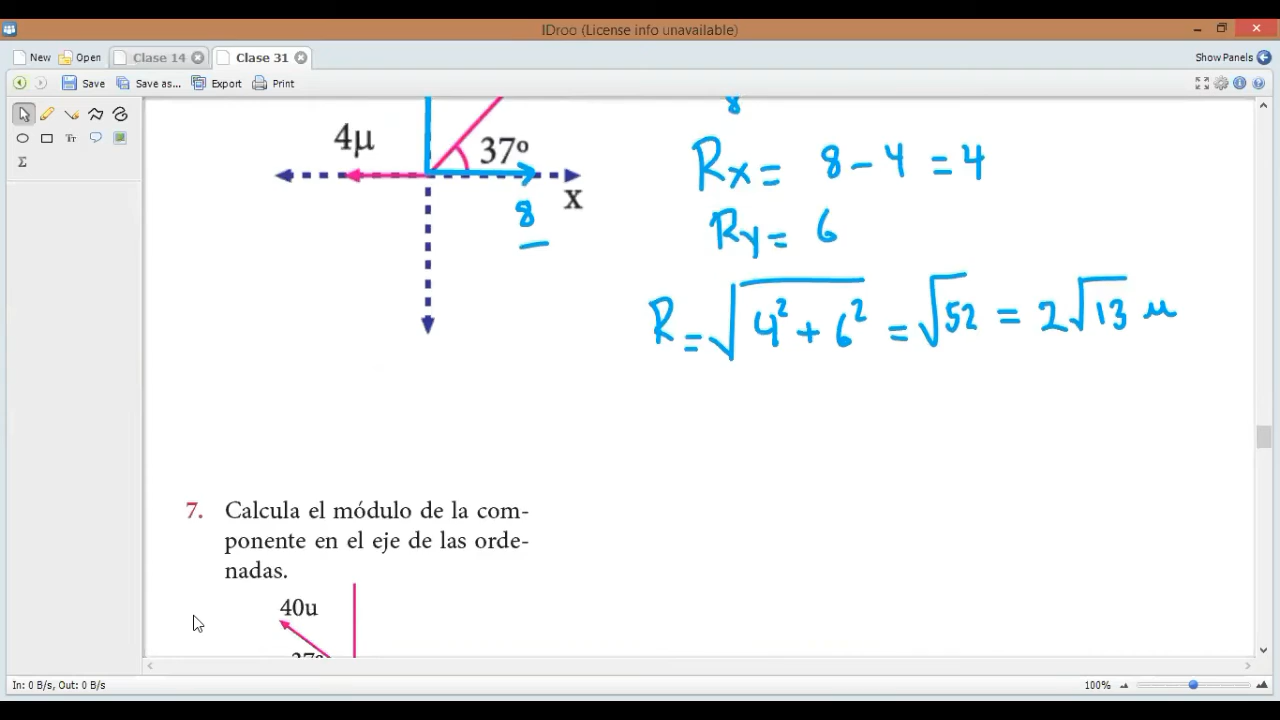 IDroo (License info unavailable)
New Open Clase 14 Clase 31 Show Panels
Save Save as... Export Print
4μ
37º
x
8
8
Rx = 8 - 4 = 4
Ry = 6
R = √4² + 6² = √52 = 2√13 u
7. Calcula el módulo de la com-
ponente en el eje de las orde-
nadas.
40u
37º
In: 0 B/s, Out: 0 B/s 100%